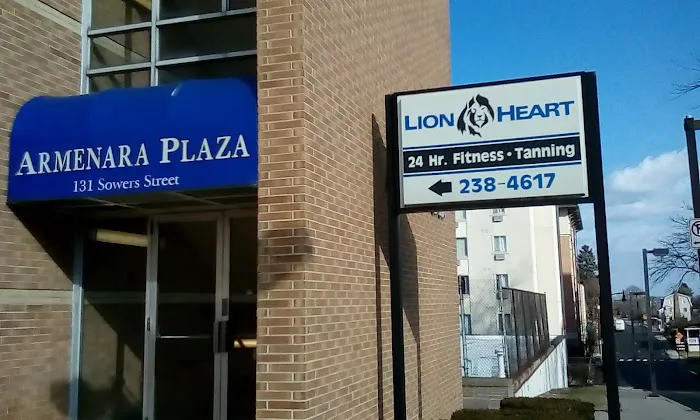 ARMENARA PLAZA
131 Sowers Street
LION HEART
24 Hr. Fitness • Tanning
238-4617